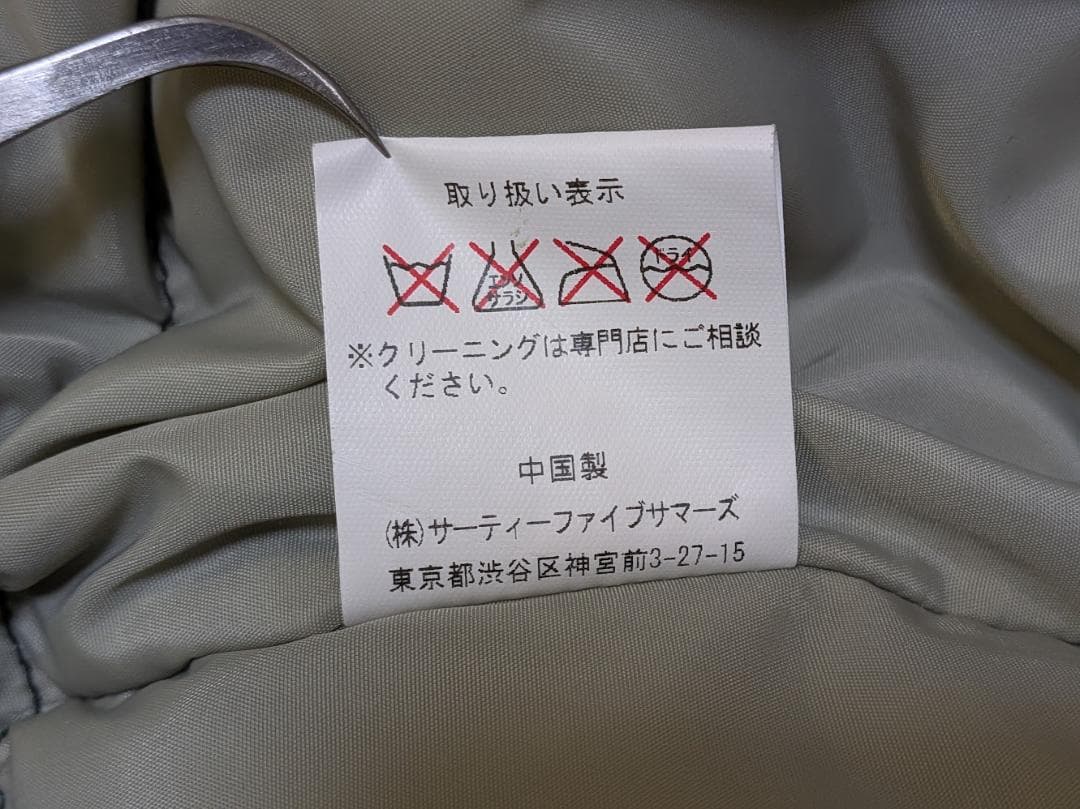 取り扱い表示
エンソ
サラシ
ドライ
※クリーニングは専門店にご相談
ください。
中国製
(株)サーティーファイブサマーズ
東京都渋谷区神宮前3-27-15